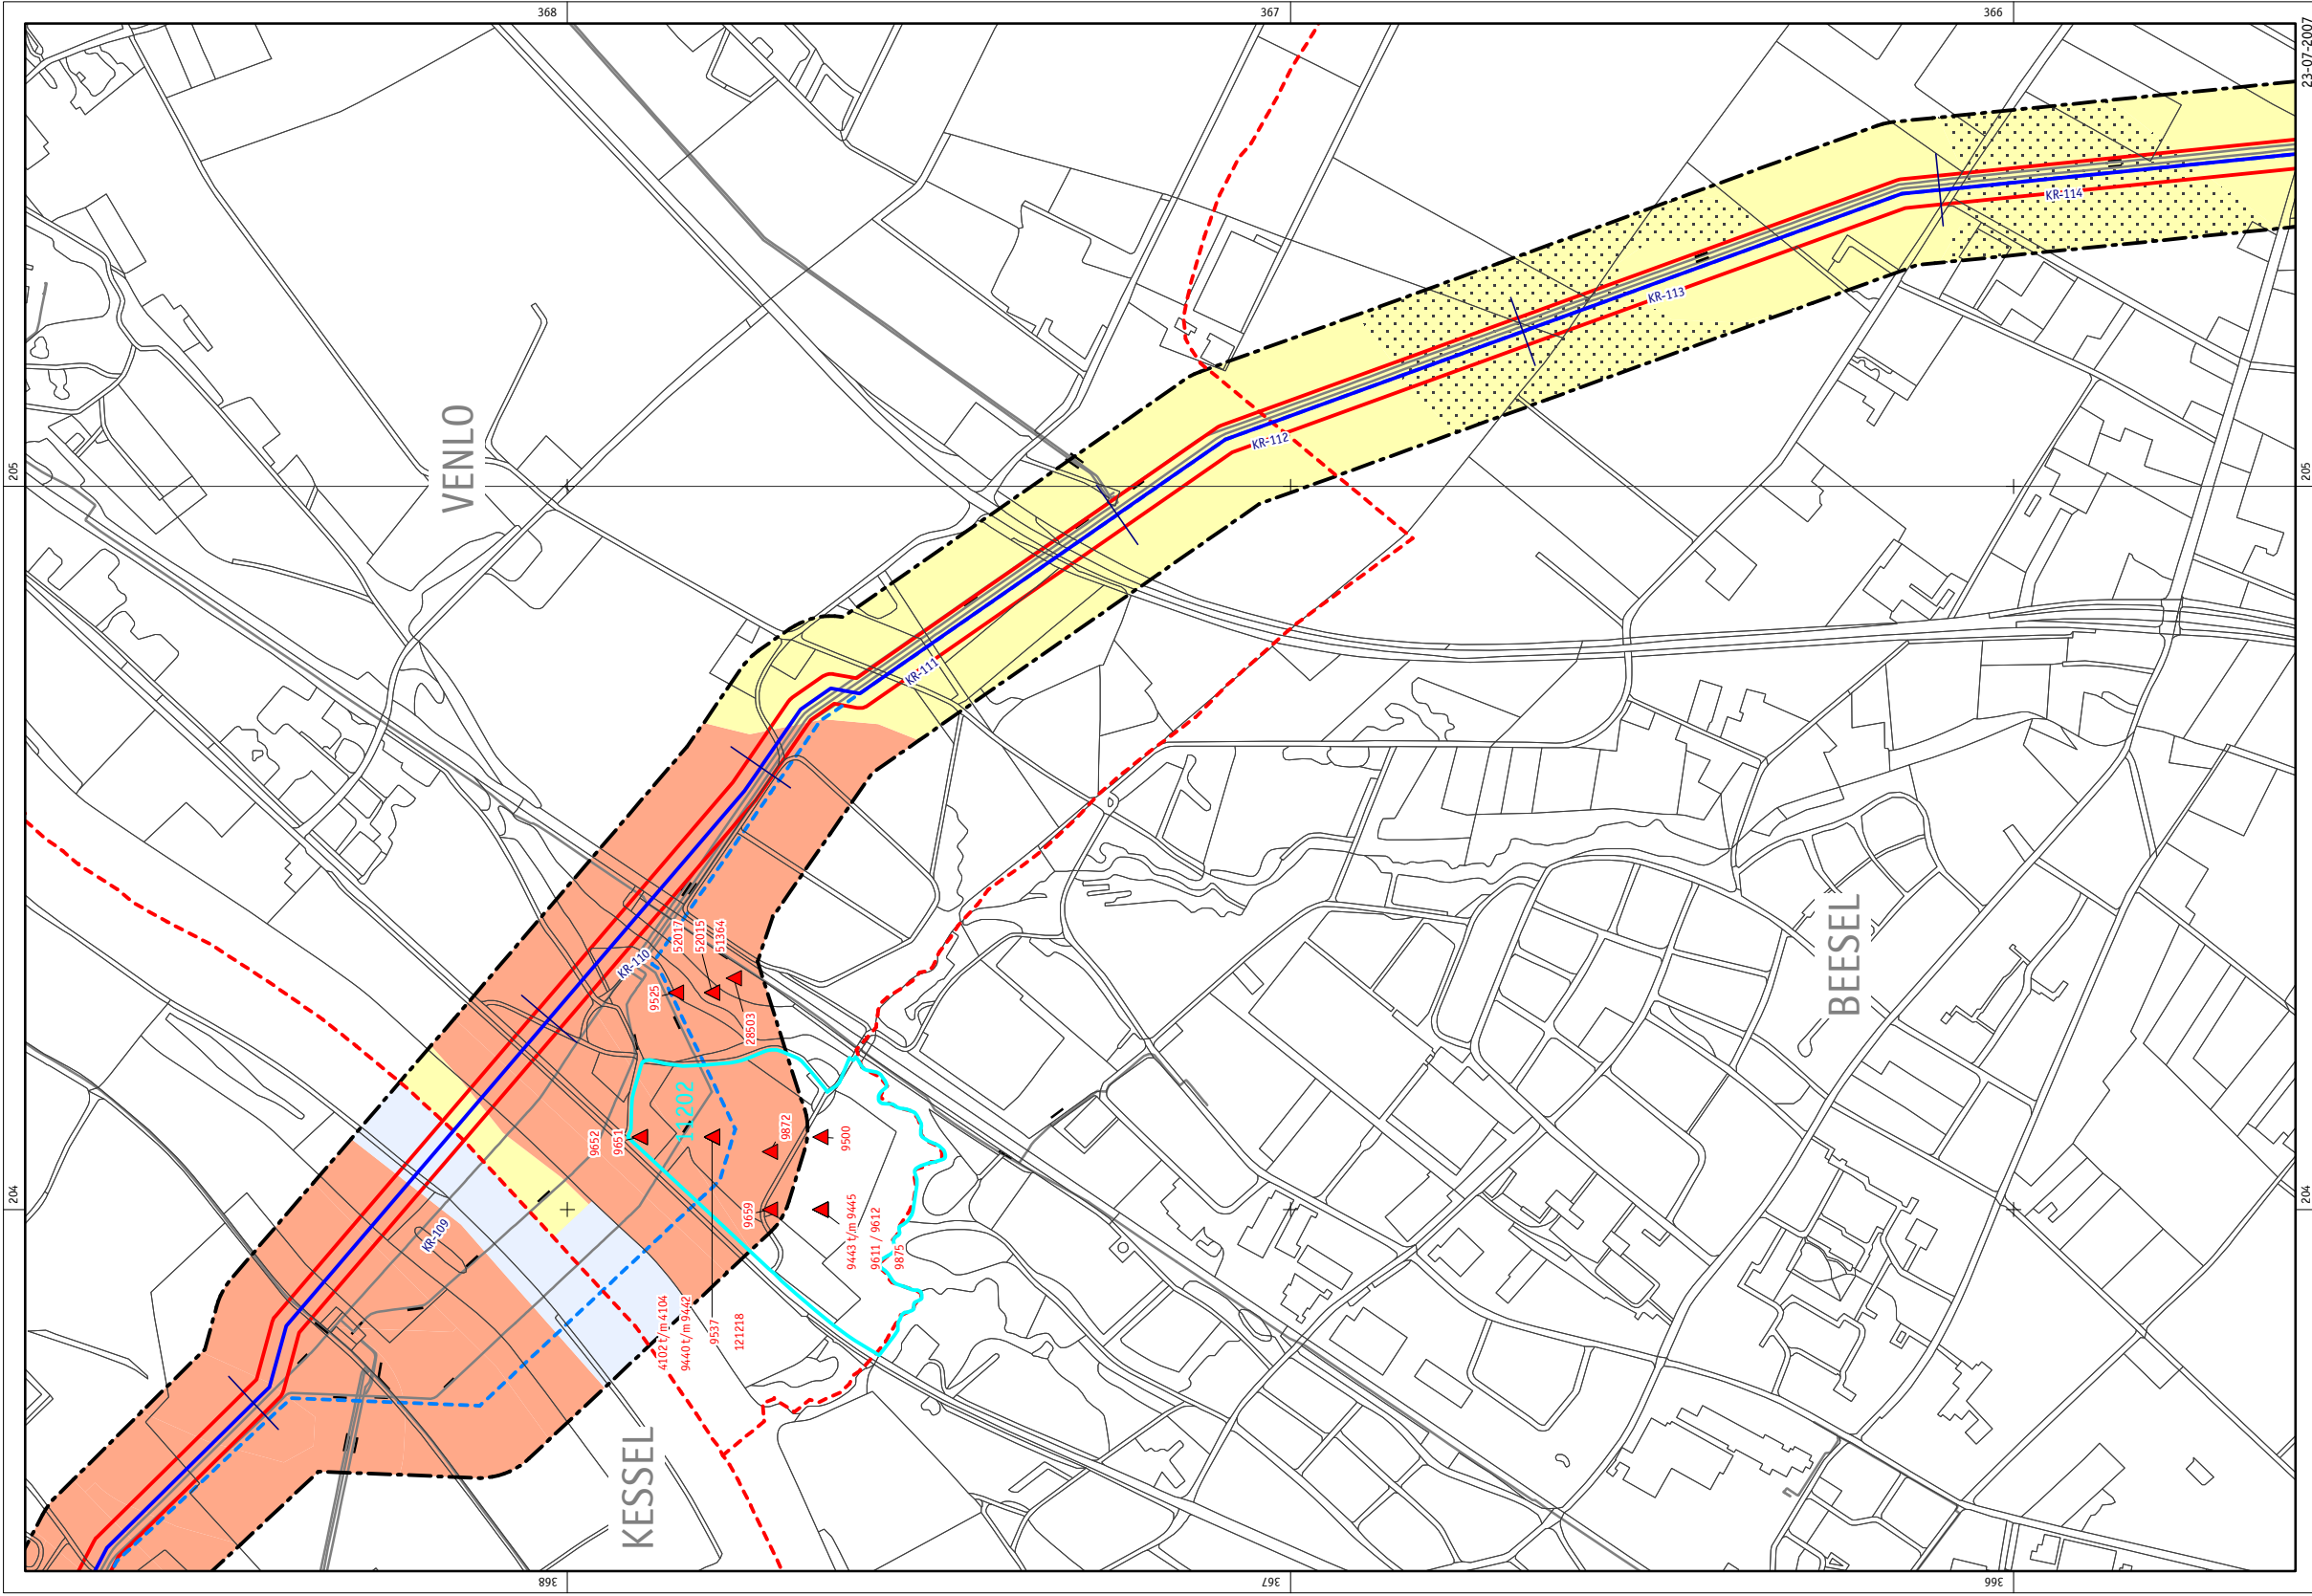 368
367
366
23-07-2007
205
205
VENLO
KR-114
KR-113
KR-112
KR-111
KR-110
52017
52015
51364
9525
28503
BEESEL
11202
9652
9651
9872
9500
204
204
9659
KR-109
9443 t/m 9445
9611 / 9612
9875
4102 t/m 4104
9440 t/m 9442
9537
121218
KESSEL
368
367
366